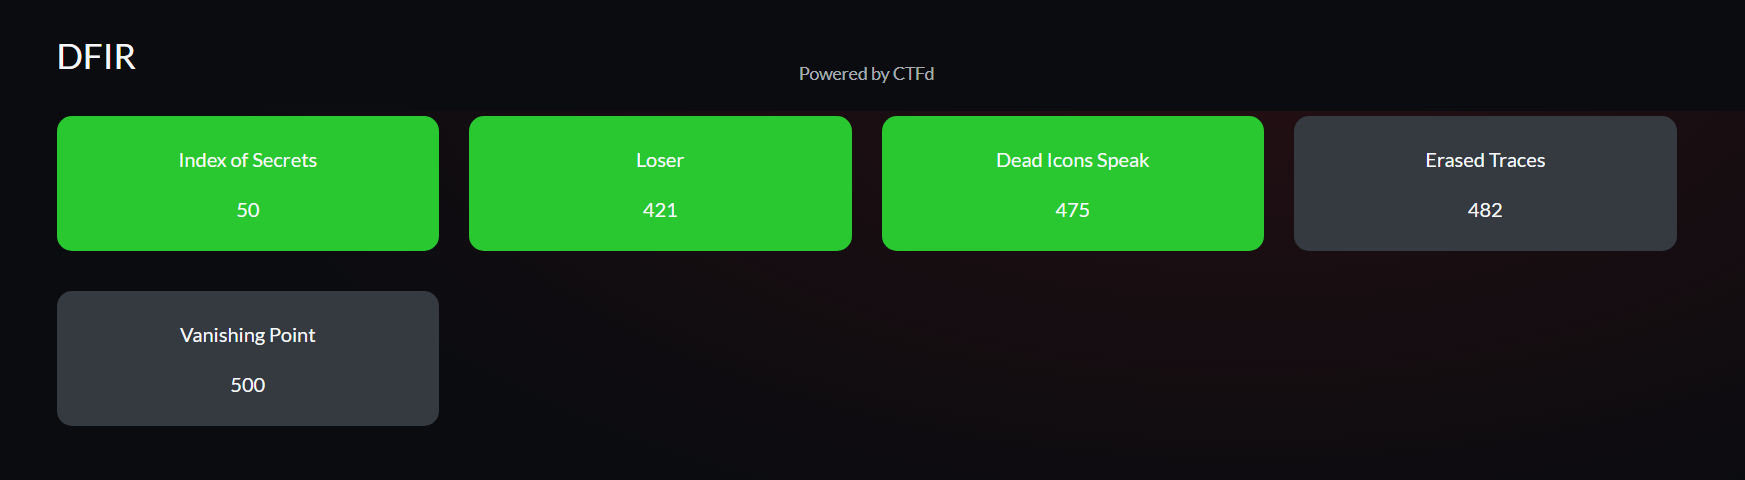 DFIR
Powered by CTFd
Index of Secrets
50
Loser
421
Dead Icons Speak
475
Erased Traces
482
Vanishing Point
500